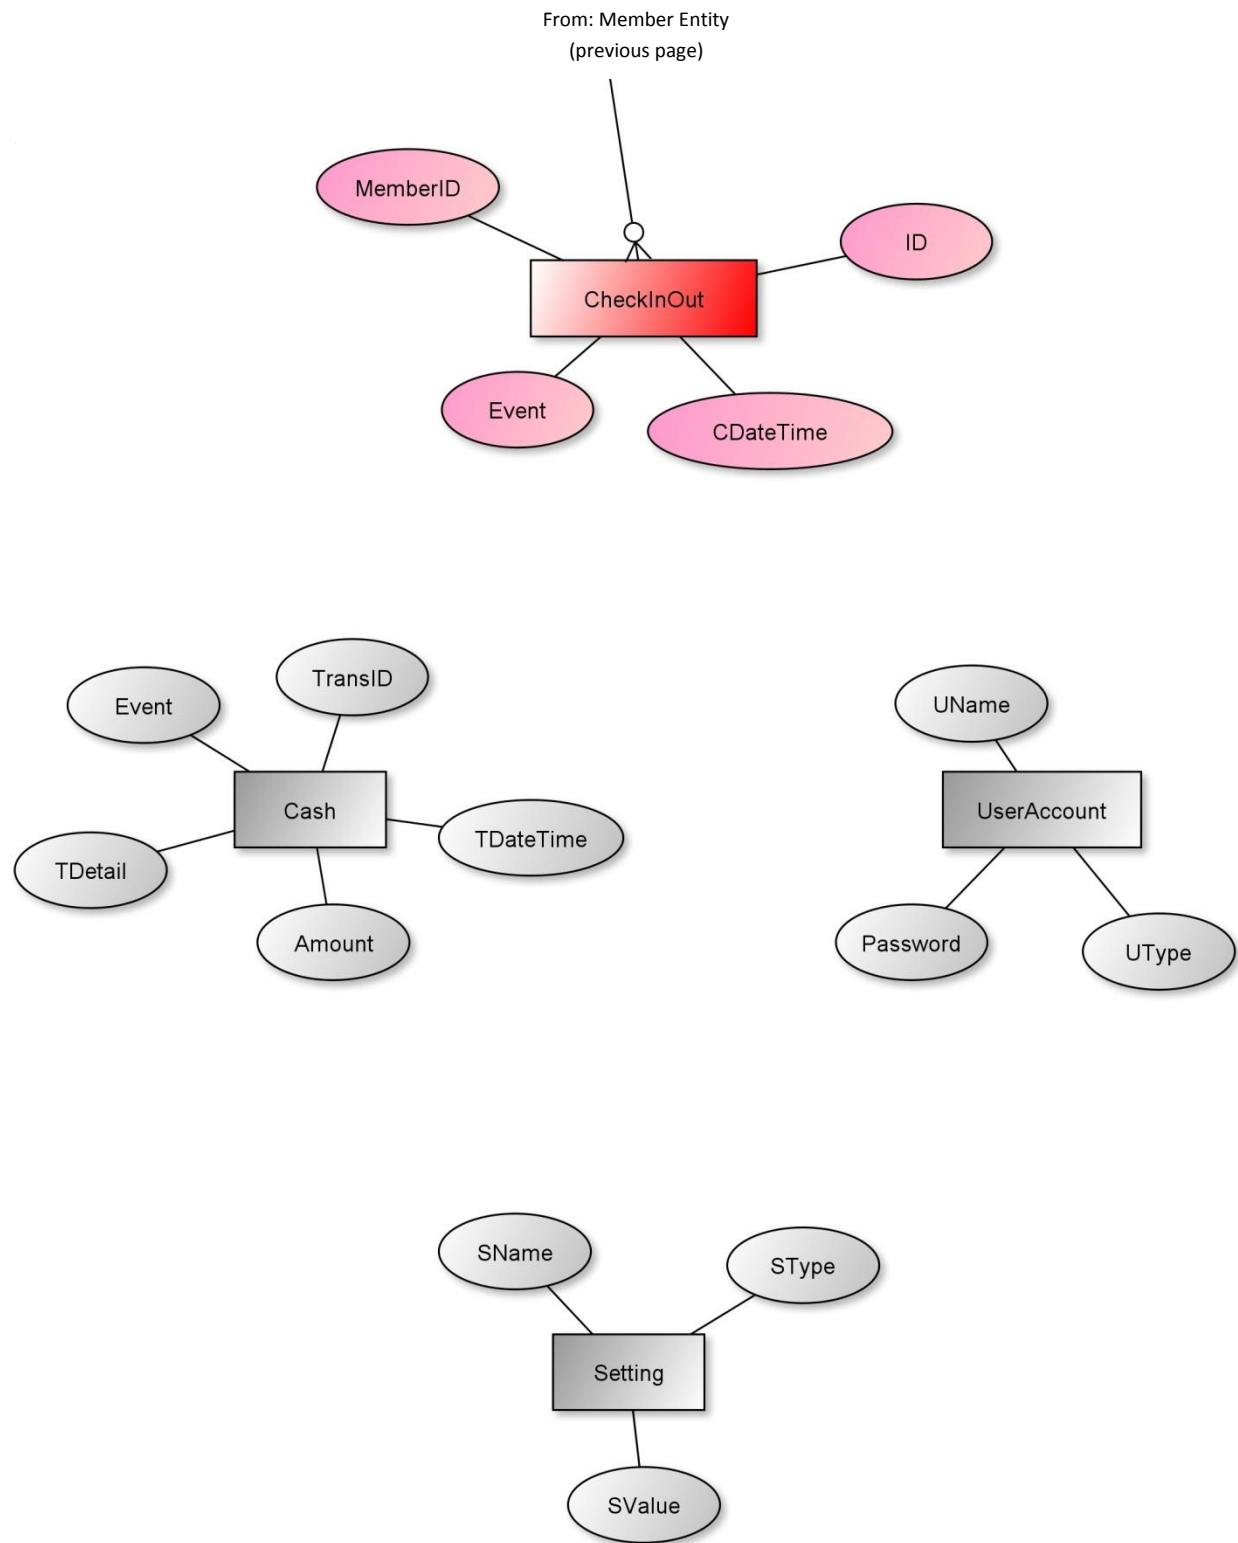 From: Member Entity
(previous page)
MemberID
ID
CheckInOut
Event
CDateTime
TransID
Event
UName
Cash
UserAccount
TDateTime
TDetail
Amount
Password
UType
SName
SType
Setting
SValue